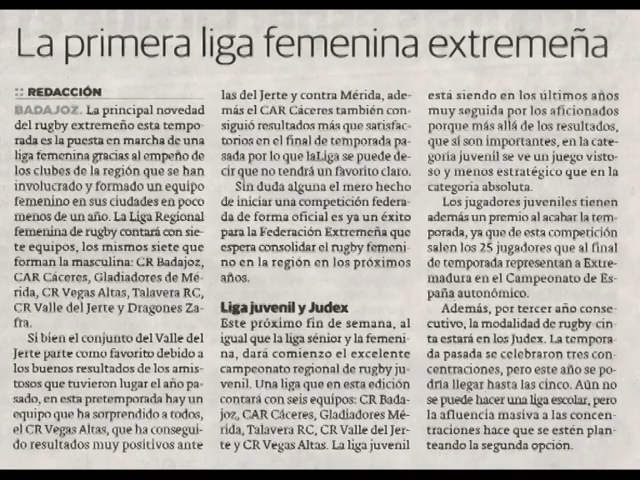 La primera liga femenina extremeña
:: REDACCIÓN
BADAJOZ. La principal novedad
del rugby extremeño esta tempo-
rada es la puesta en marcha de una
liga femenina gracias al empeño de
los clubes de la región que se han
involucrado y formado un equipo
femenino en sus ciudades en poco
menos de un año. La Liga Regional
femenina de rugby contará con sie-
te equipos, los mismos siete que
forman la masculina: CR Badajoz,
CAR Cáceres, Gladiadores de Mé-
rida, CR Vegas Altas, Talavera RC,
CR Valle del Jerte y Dragones Za-
fra.
Si bien el conjunto del Valle del
Jerte parte como favorito debido a
los buenos resultados de los amis-
tosos que tuvieron lugar el año pa-
sado, en esta pretemporada hay un
equipo que ha sorprendido a todos,
el CR Vegas Altas, que ha consegui-
do resultados muy positivos ante
las del Jerte y contra Mérida, ade-
más el CAR Cáceres también con-
siguió resultados más que satisfac-
torios en el final de temporada pa-
sada por lo que laLiga se puede de-
cir que no tendrá un favorito claro.
Sin duda alguna el mero hecho
de iniciar una competición federa-
da de forma oficial es ya un éxito
para la Federación Extremeña que
espera consolidar el rugby femeni-
no en la región en los próximos
años.
Liga juvenil y Judex
Este próximo fin de semana, al
igual que la liga sénior y la femeni-
na, dará comienzo el excelente
campeonato regional de rugby ju-
venil. Una liga que en esta edición
contará con seis equipos: CR Bada-
joz, CAR Cáceres, Gladiadores Mé-
rida, Talavera RC, CR Valle del Jer-
te y CR Vegas Altas. La liga juvenil
está siendo en los últimos años
muy seguida por los aficionados
porque más allá de los resultados,
que sí son importantes, en la cate-
goría juvenil se ve un juego visto-
so y menos estratégico que en la
categoría absoluta.
Los jugadores juveniles tienen
además un premio al acabar la tem-
porada, ya que de esta competición
salen los 25 jugadores que al final
de temporada representan a Extre-
madura en el Campeonato de Es-
paña autonómico.
Además, por tercer año conse-
cutivo, la modalidad de rugby cin-
ta estará en los Judex. La tempora-
da pasada se celebraron tres con-
centraciones, pero este año se po-
dría llegar hasta las cinco. Aún no
se puede hacer una liga escolar, pero
la afluencia masiva a las concen-
traciones hace que se estén plan-
teando la segunda opción.